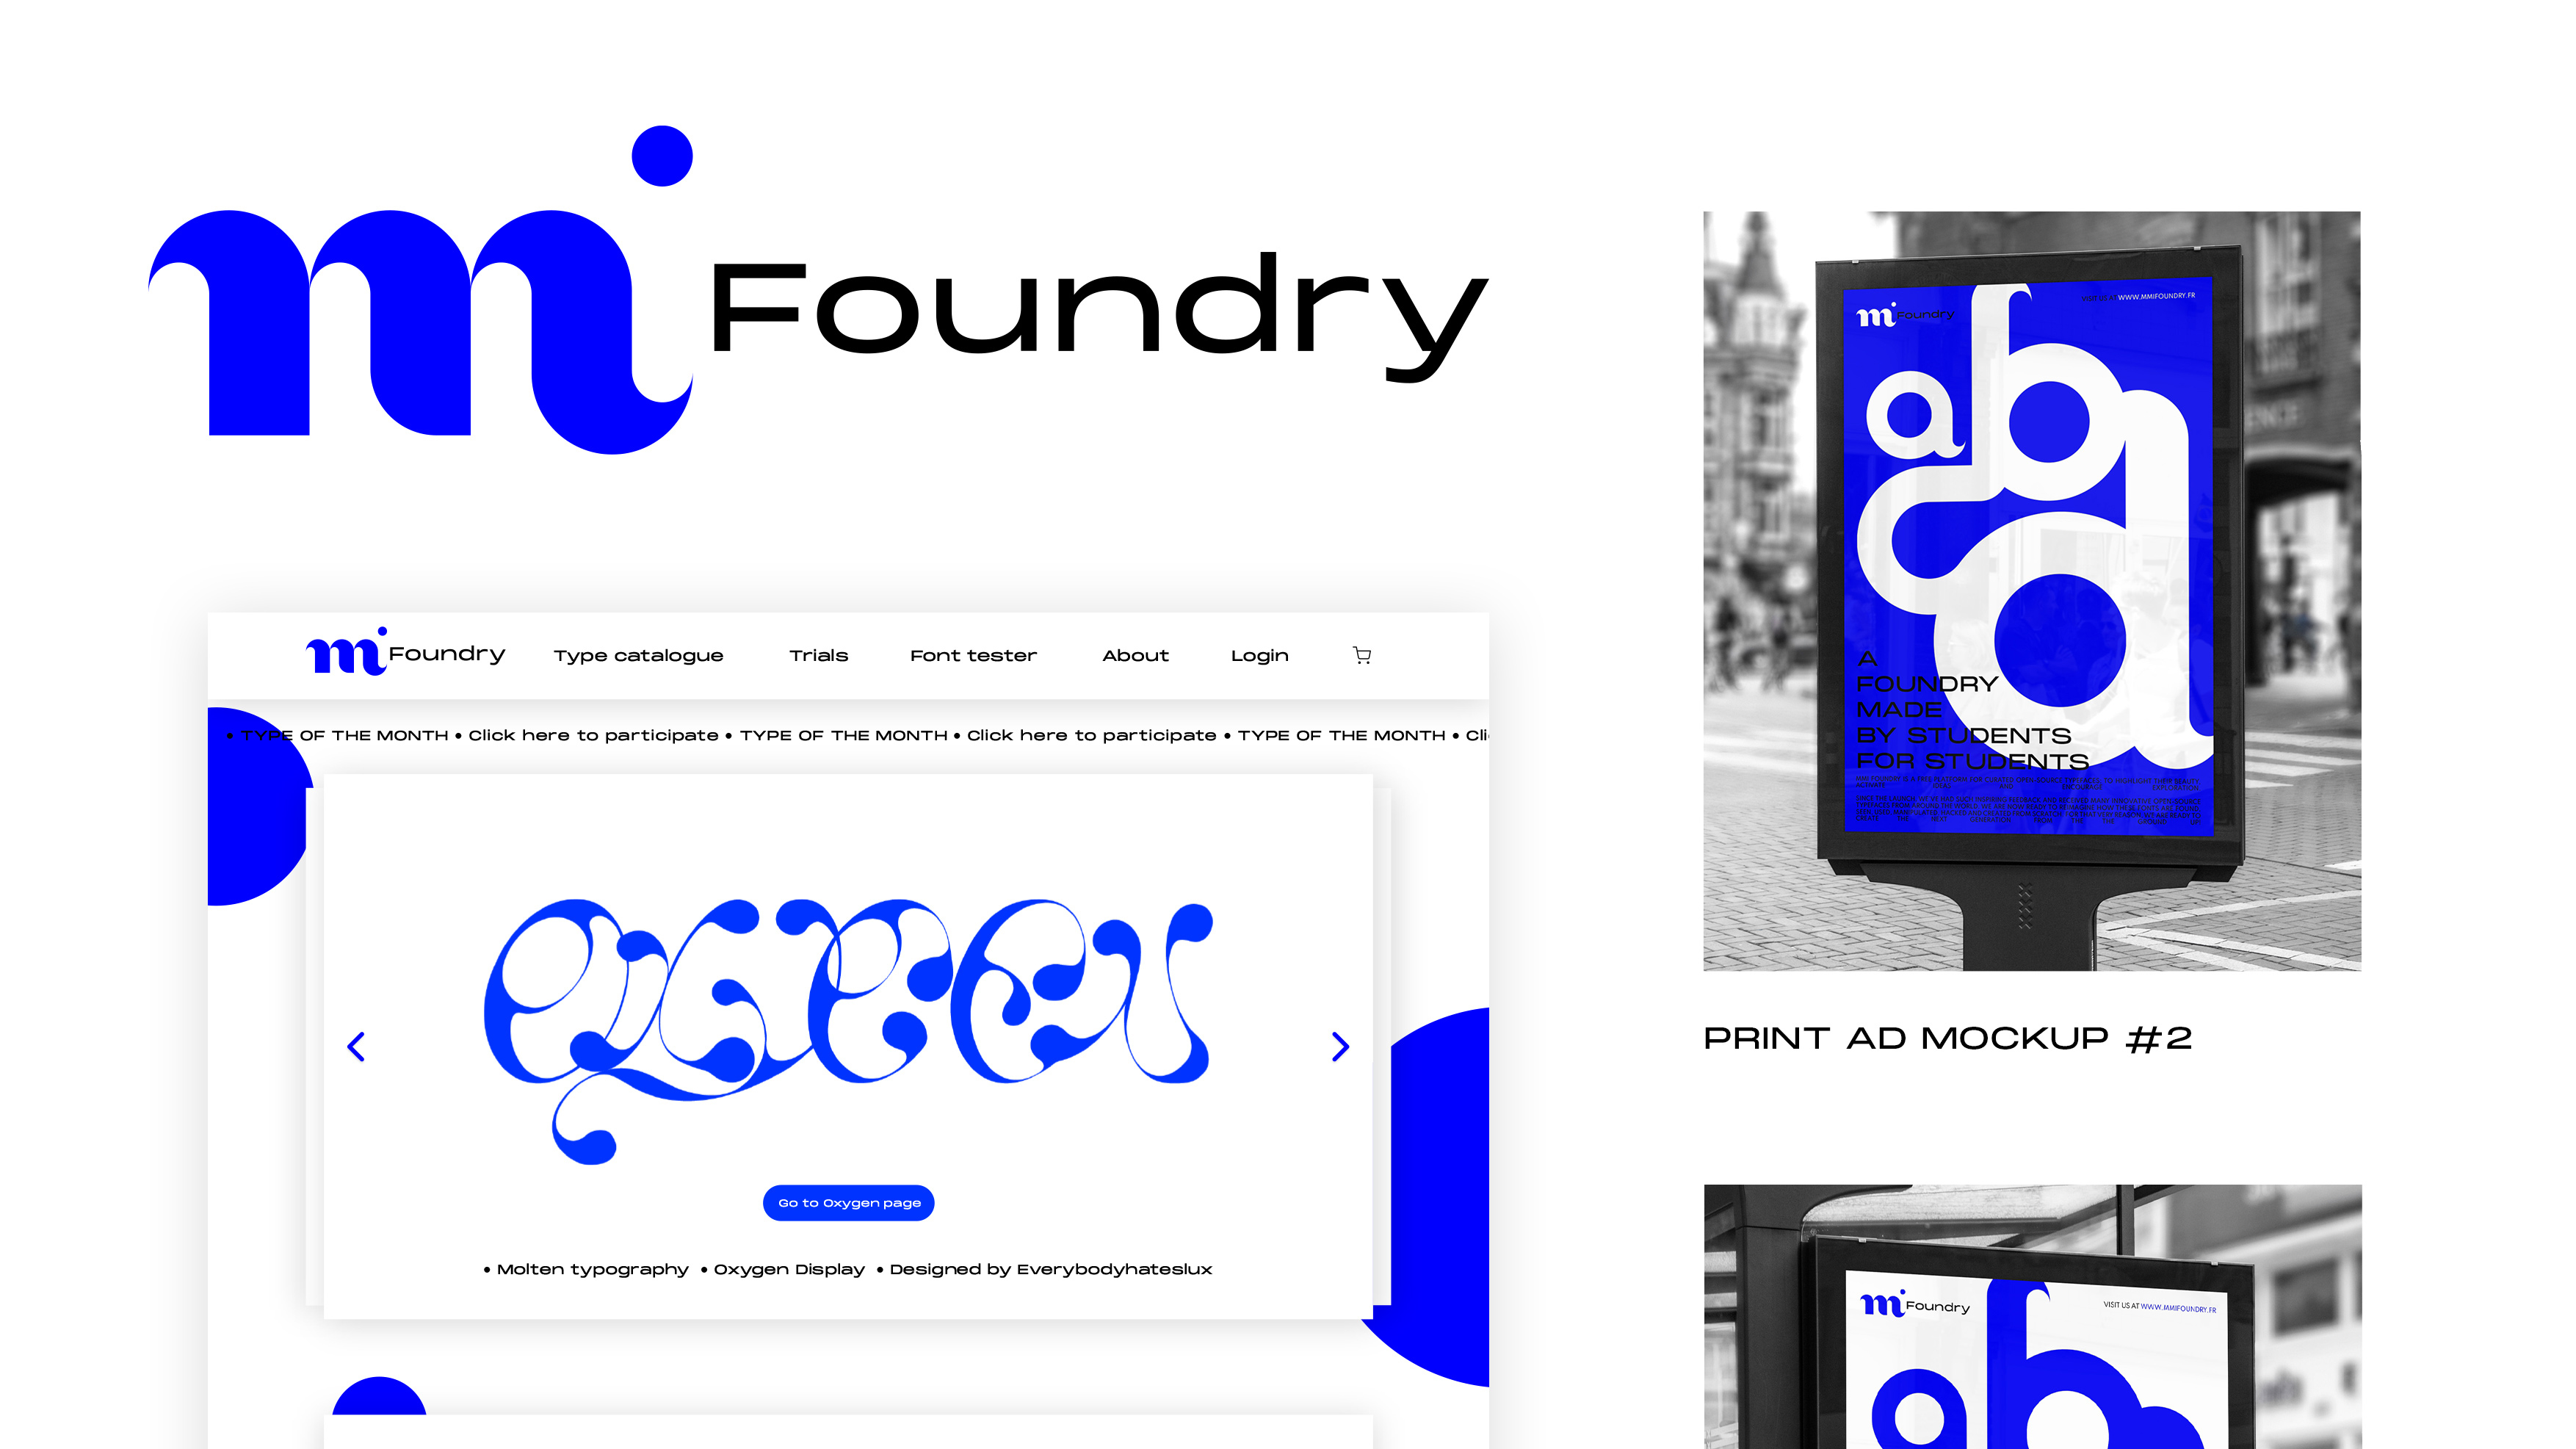 mi Foundry
mi Foundry Type catalogue Trials Font tester About Login
• TYPE OF THE MONTH • Click here to participate • TYPE OF THE MONTH • Click here to participate • TYPE OF THE MONTH • Cli
Oxygen
Go to Oxygen page
• Molten typography • Oxygen Display • Designed by Everybodyhateslux
mi Foundry
VISIT US AT WWW.MMIFOUNDRY.FR
a b
a
A
FOUNDRY
MADE
BY STUDENTS
FOR STUDENTS
PRINT AD MOCKUP #2
mi Foundry
VISIT US AT WWW.MMIFOUNDRY.FR
a b